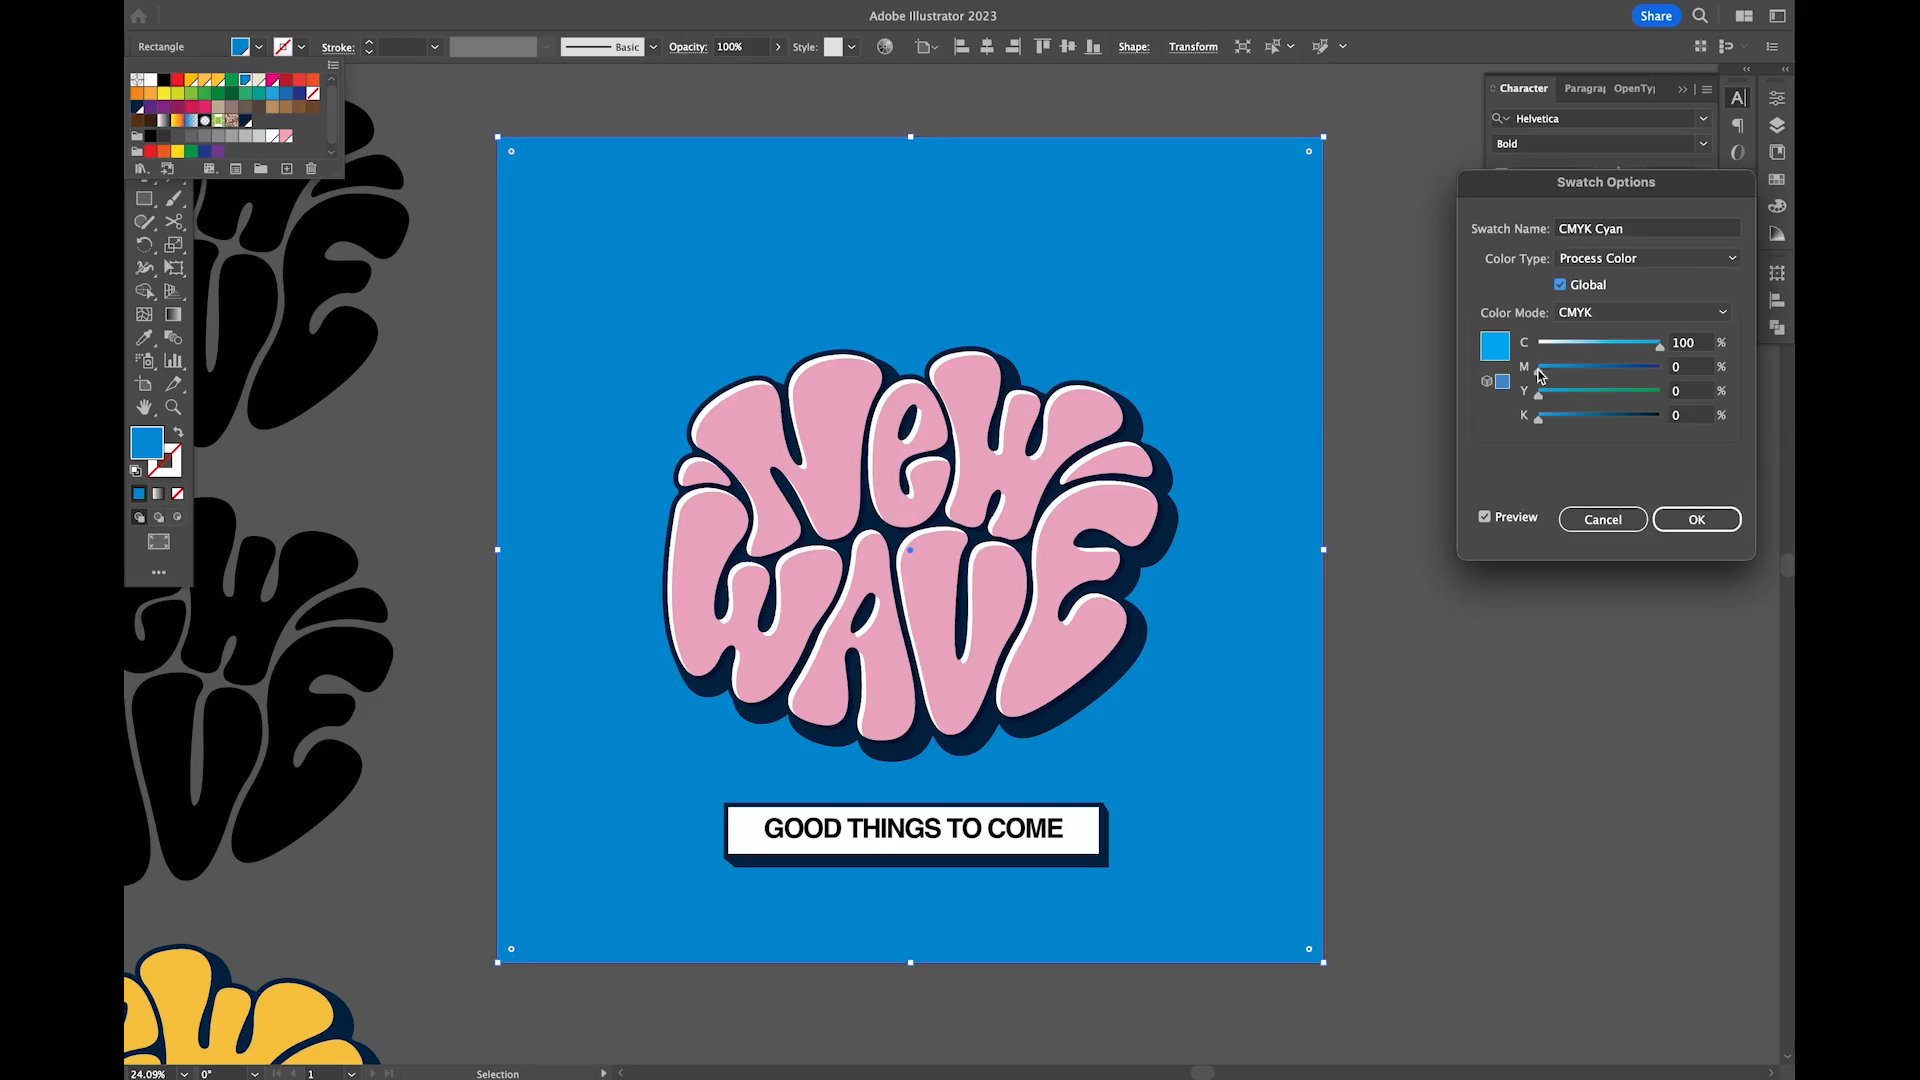 Adobe Illustrator 2023
Share
Rectangle
Stroke:
Basic
Opacity: 100%
Style:
Shape:
Transform
Character
Paragraj
OpenTyj
Helvetica
Bold
Swatch Options
Swatch Name: CMYK Cyan
Color Type: Process Color
Global
Color Mode: CMYK
C 100 %
M 0 %
Y 0 %
K 0 %
Preview
Cancel
OK
NEW
WAVE
GOOD THINGS TO COME
24.09%
0°
1
Selection